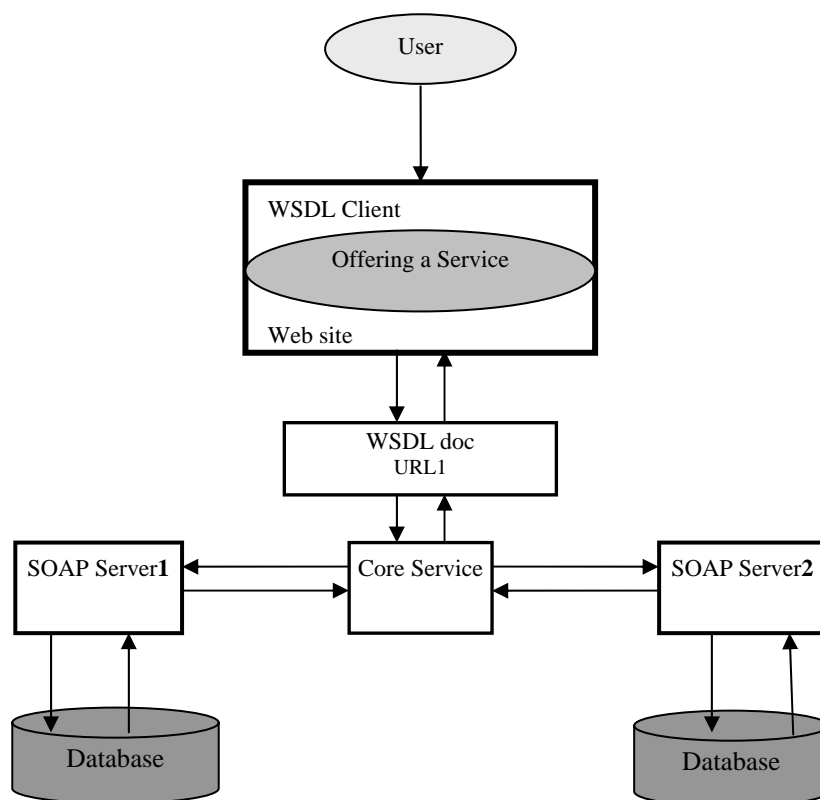 User
WSDL Client
Offering a Service
Web site
WSDL doc
URL1
SOAP Server1
Core Service
SOAP Server2
Database
Database